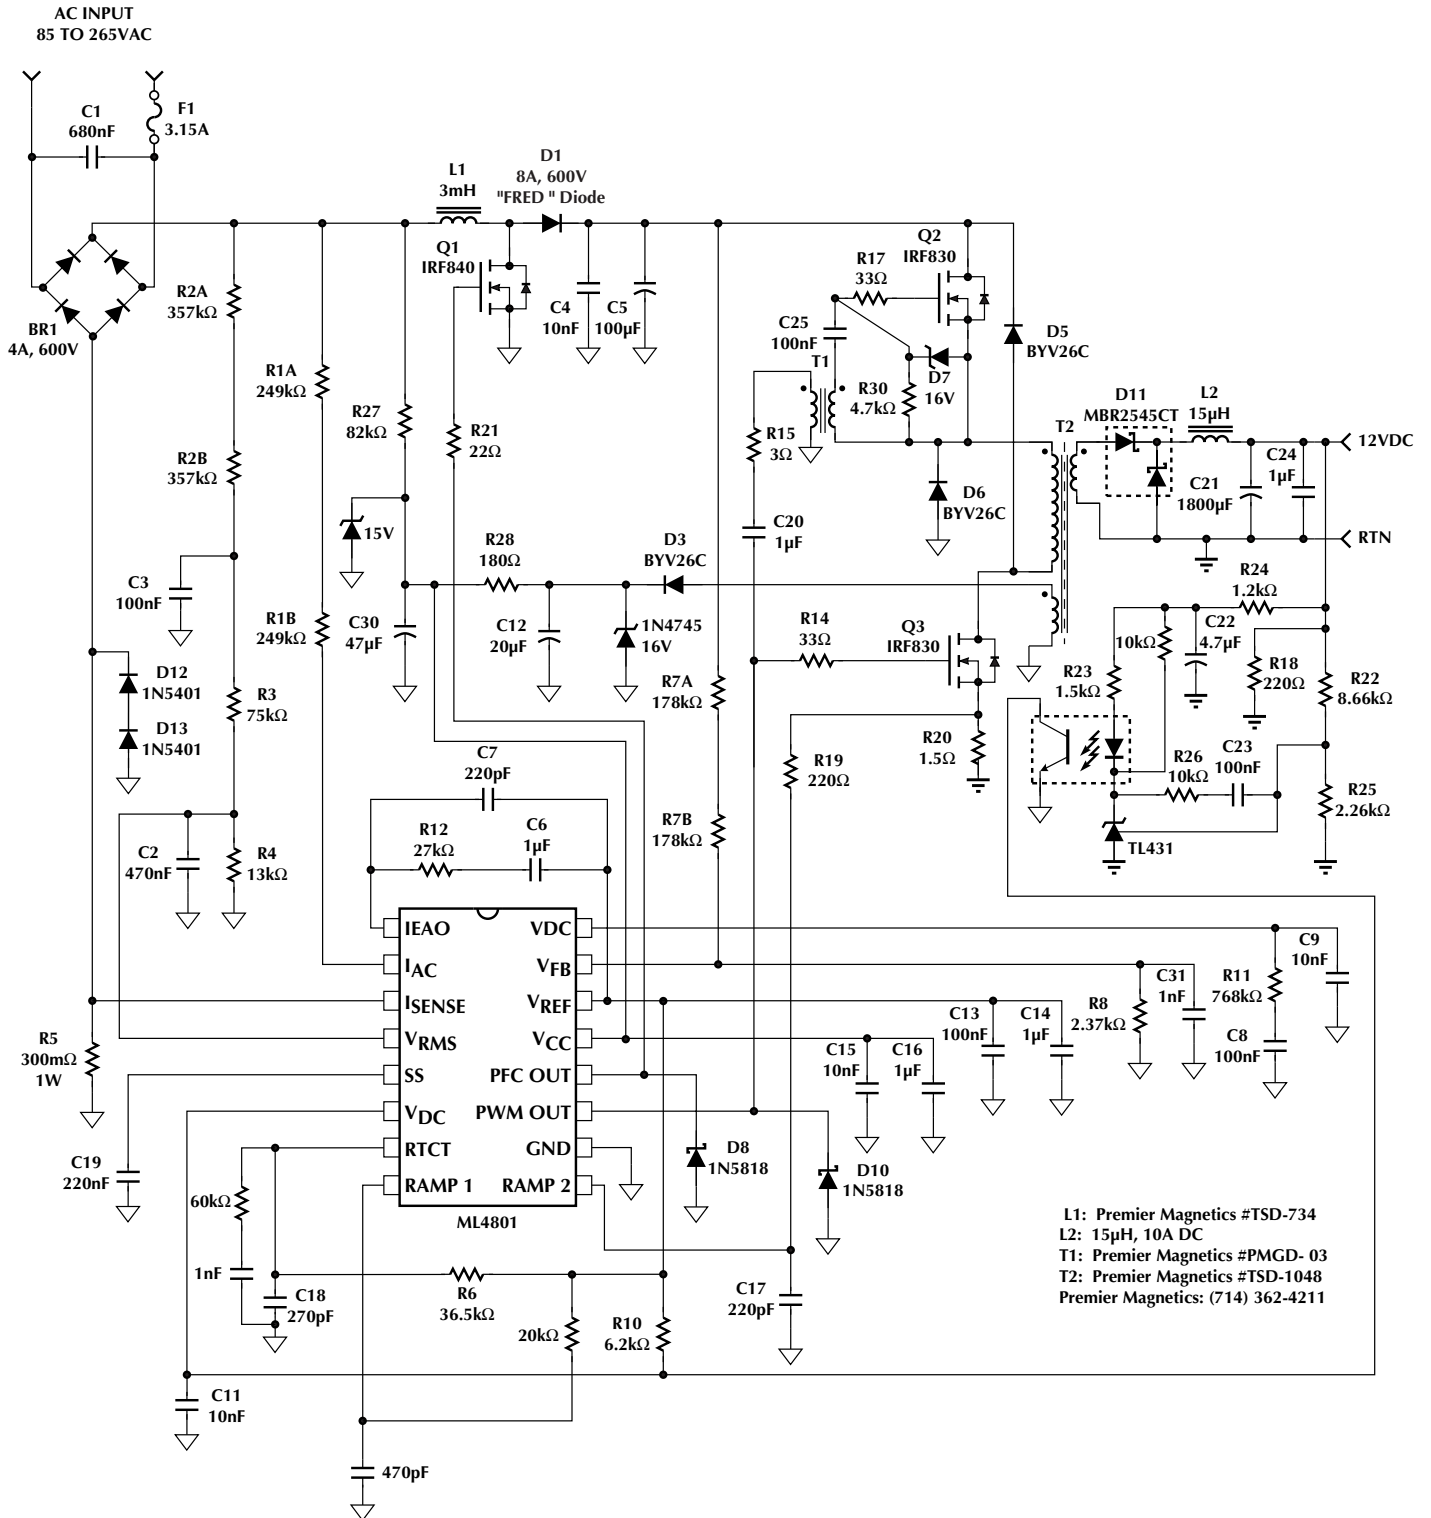 AC INPUT
85 TO 265VAC
C1
680nF
F1
3.15A
L1
3mH
D1
8A, 600V
"FRED " Diode
Q1
IRF840
R17
33Ω
Q2
IRF830
R2A
357kΩ
BR1
4A, 600V
C4
10nF
C5
100µF
C25
100nF
D5
BYV26C
R1A
249kΩ
T1
D7
16V
R30
4.7kΩ
R27
82kΩ
R21
22Ω
R15
3Ω
T2
D11
MBR2545CT
L2
15µH
12VDC
R2B
357kΩ
C24
1µF
C21
1800µF
D6
BYV26C
15V
C20
1µF
RTN
R28
180Ω
D3
BYV26C
C3
100nF
R24
1.2kΩ
R1B
249kΩ
C30
47µF
C12
20µF
1N4745
16V
R14
33Ω
Q3
IRF830
10kΩ
C22
4.7µF
R23
1.5kΩ
R18
220Ω
R22
8.66kΩ
D12
1N5401
R3
75kΩ
R7A
178kΩ
D13
1N5401
R20
1.5Ω
C7
220pF
R19
220Ω
R26
10kΩ
C23
100nF
R25
2.26kΩ
R12
27kΩ
C6
1µF
R7B
178kΩ
TL431
C2
470nF
R4
13kΩ
IEAO
VDC
IAC
VFB
ISENSE
VREF
VRMS
VCC
SS
PFC OUT
VDC
PWM OUT
RTCT
GND
RAMP 1
RAMP 2
ML4801
C9
10nF
R11
768kΩ
C31
1nF
R8
2.37kΩ
C13
100nF
C14
1µF
C8
100nF
C15
10nF
C16
1µF
R5
300mΩ
1W
D8
1N5818
D10
1N5818
C19
220nF
60kΩ
1nF
C18
270pF
R6
36.5kΩ
20kΩ
R10
6.2kΩ
C17
220pF
L1: Premier Magnetics #TSD-734
L2: 15µH, 10A DC
T1: Premier Magnetics #PMGD- 03
T2: Premier Magnetics #TSD-1048
Premier Magnetics: (714) 362-4211
C11
10nF
470pF